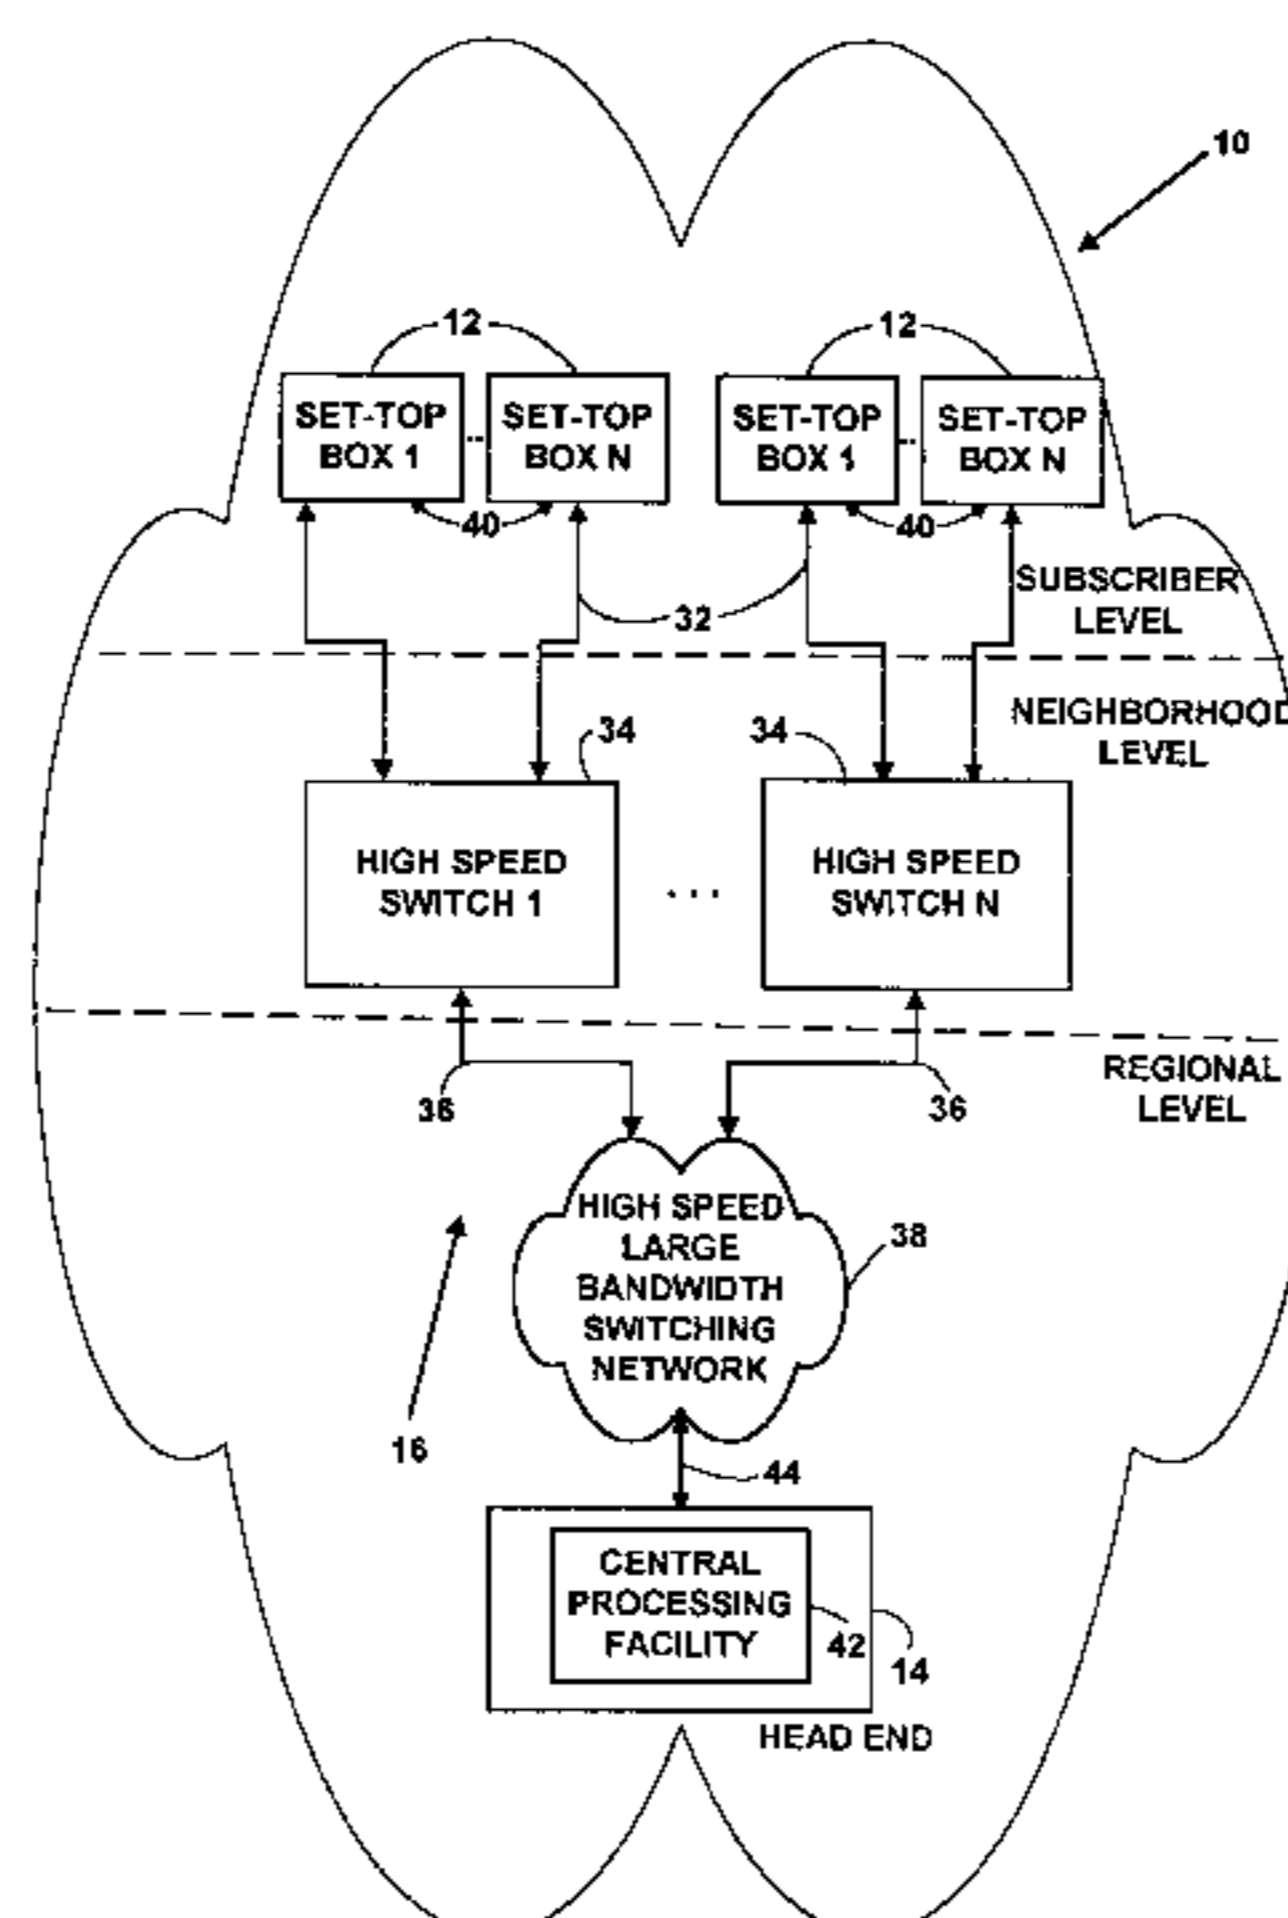 10
12
12
SET-TOP
BOX 1
SET-TOP
BOX N
SET-TOP
BOX 1
SET-TOP
BOX N
40
40
32
SUBSCRIBER
LEVEL
NEIGHBORHOOD
LEVEL
34
34
HIGH SPEED
SWITCH 1
. . .
HIGH SPEED
SWITCH N
36
36
REGIONAL
LEVEL
HIGH SPEED
LARGE
BANDWIDTH
SWITCHING
NETWORK
38
16
44
CENTRAL
PROCESSING
FACILITY
42
14
HEAD END